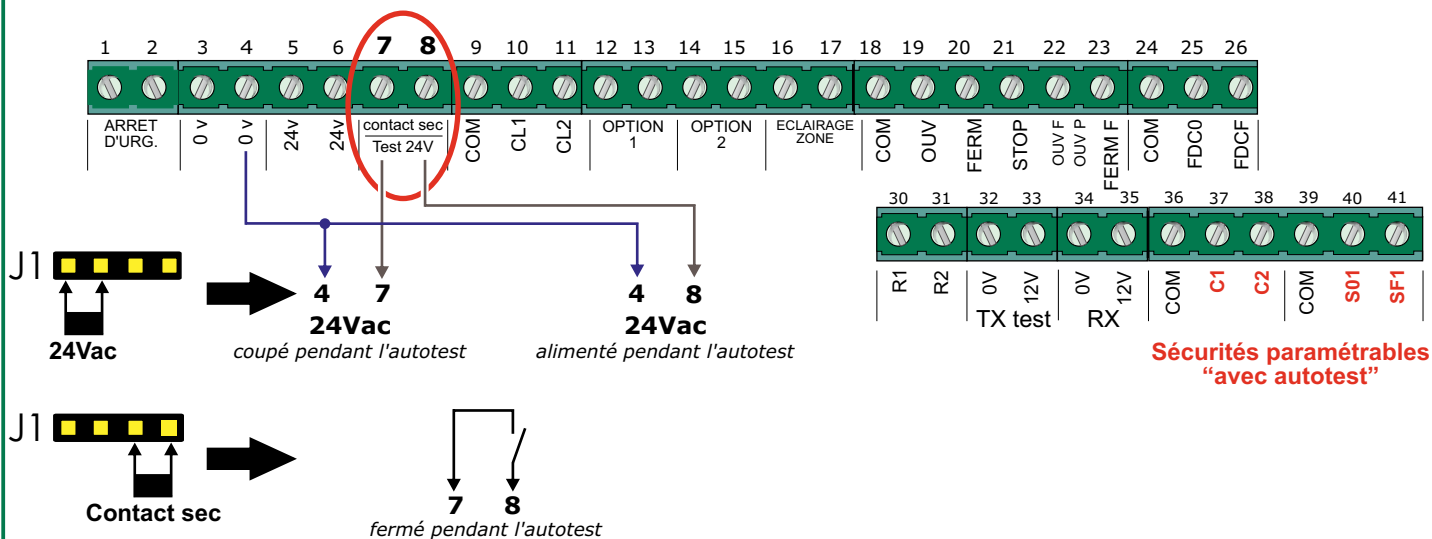 1 2 3 4 5 6 7 8 9 10 11 12 13 14 15 16 17 18 19 20 21 22 23 24 25 26
ARRET D'URG.
0 v
0 v
24v
24v
contact sec
Test 24V
COM
CL1
CL2
OPTION 1
OPTION 2
ECLAIRAGE ZONE
COM
OUV
FERM
STOP
OUV F
OUV P
FERM F
COM
FDC0
FDCF
30 31 32 33 34 35 36 37 38 39 40 41
R1
R2
0V
12V
TX test
0V
12V
RX
COM
C1
C2
COM
S01
SF1
Sécurités paramétrables
“avec autotest”
J1
24Vac
4 7
24Vac
coupé pendant l'autotest
4 8
24Vac
alimenté pendant l'autotest
J1
Contact sec
7 8
fermé pendant l'autotest